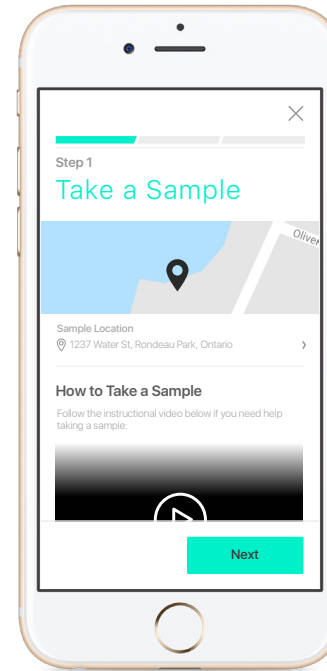 Step 1
Take a Sample
Sample Location
1237 Water St, Rondeau Park, Ontario
How to Take a Sample
Follow the instructional video below if you need help
taking a sample:
Next